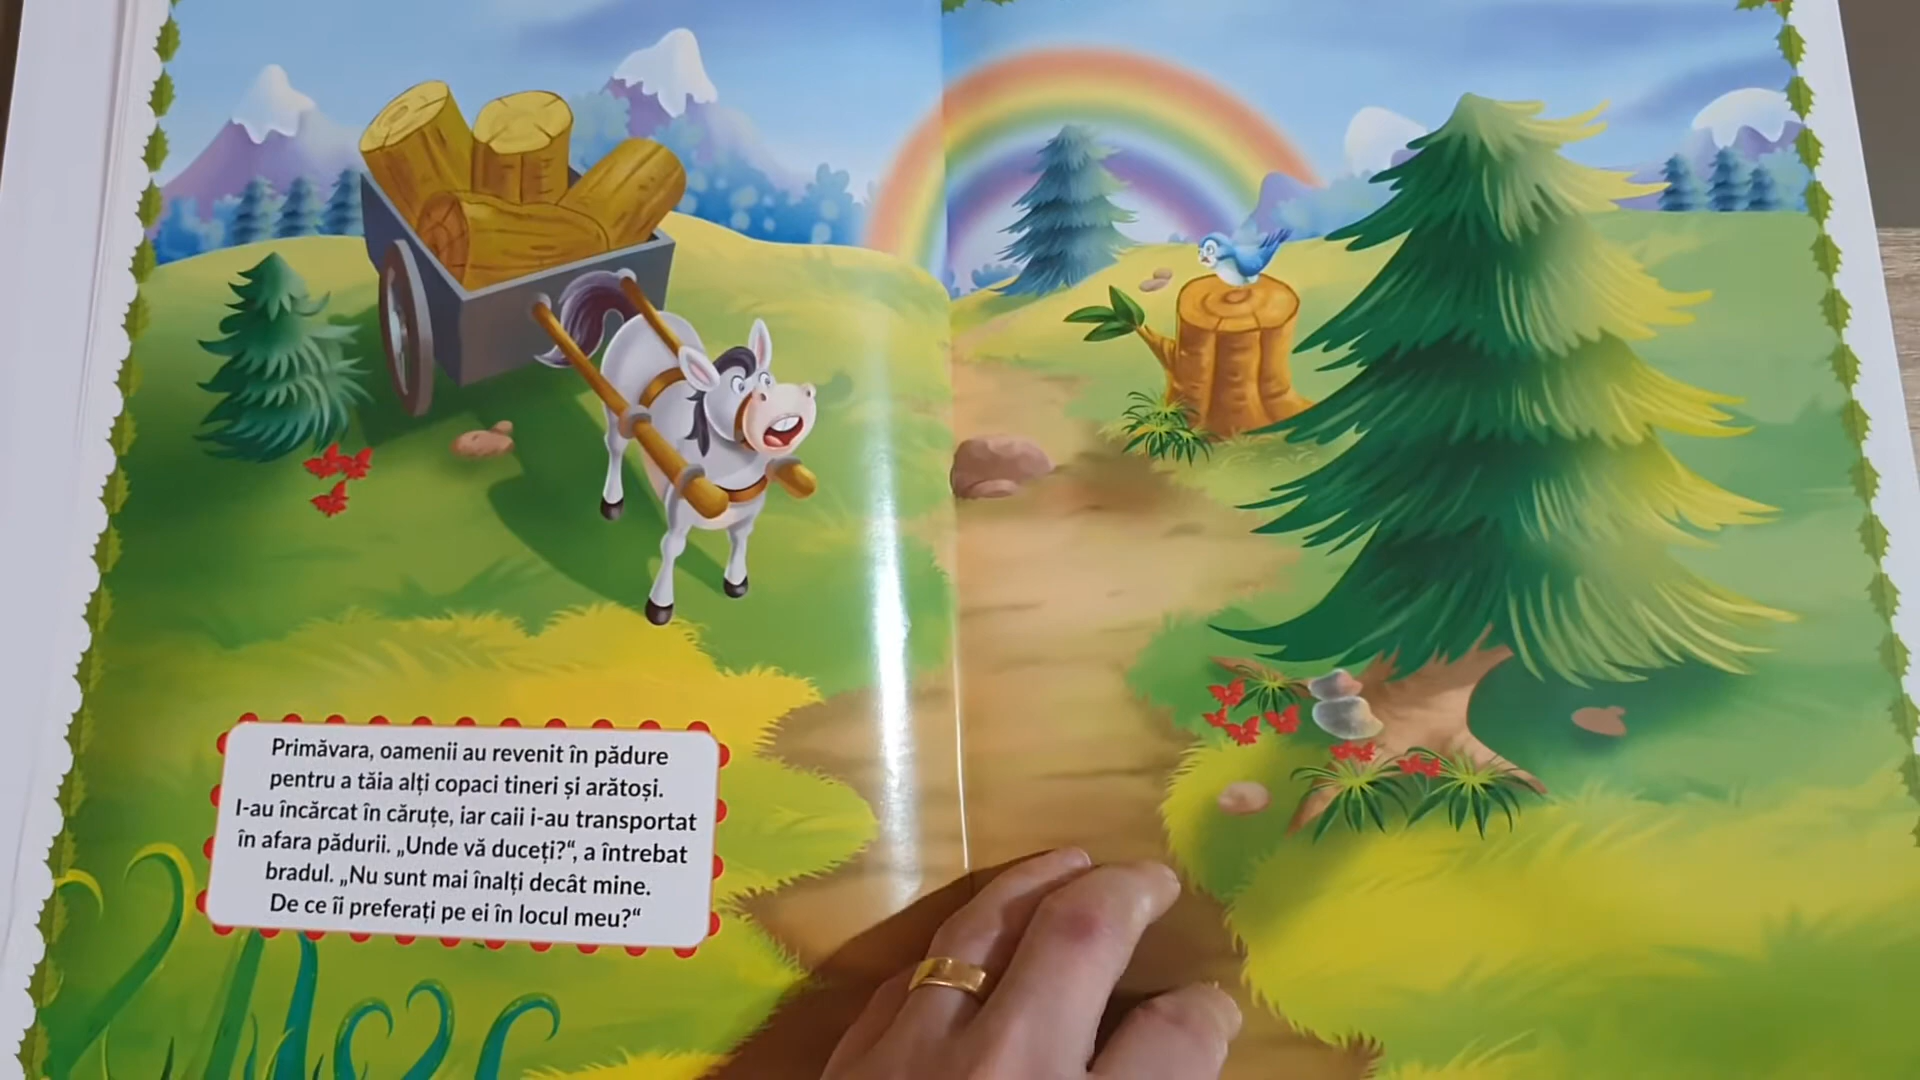 Primăvara, oamenii au revenit în pădure
pentru a tăia alți copaci tineri și arătoși.
I-au încărcat în căruțe, iar caii i-au transportat
în afara pădurii. „Unde vă duceți?“, a întrebat
bradul. „Nu sunt mai înalți decât mine.
De ce îi preferați pe ei în locul meu?“